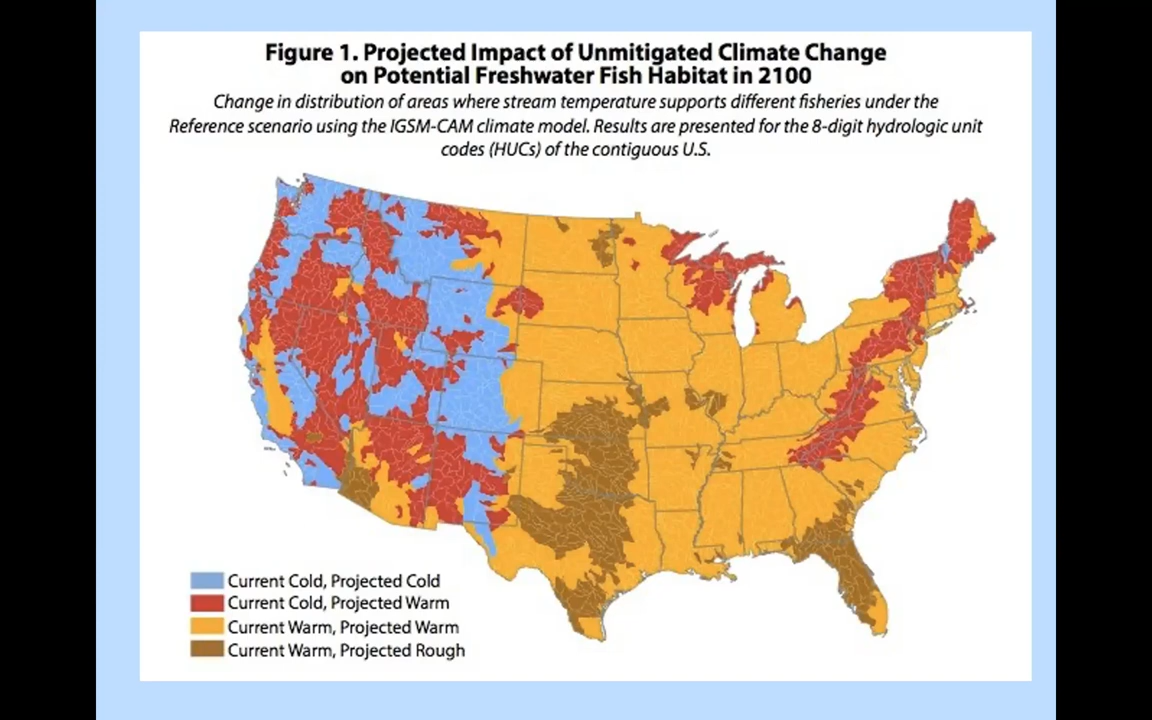 Figure 1. Projected Impact of Unmitigated Climate Change
on Potential Freshwater Fish Habitat in 2100
Change in distribution of areas where stream temperature supports different fisheries under the
Reference scenario using the IGSM-CAM climate model. Results are presented for the 8-digit hydrologic unit
codes (HUCs) of the contiguous U.S.
Current Cold, Projected Cold
Current Cold, Projected Warm
Current Warm, Projected Warm
Current Warm, Projected Rough